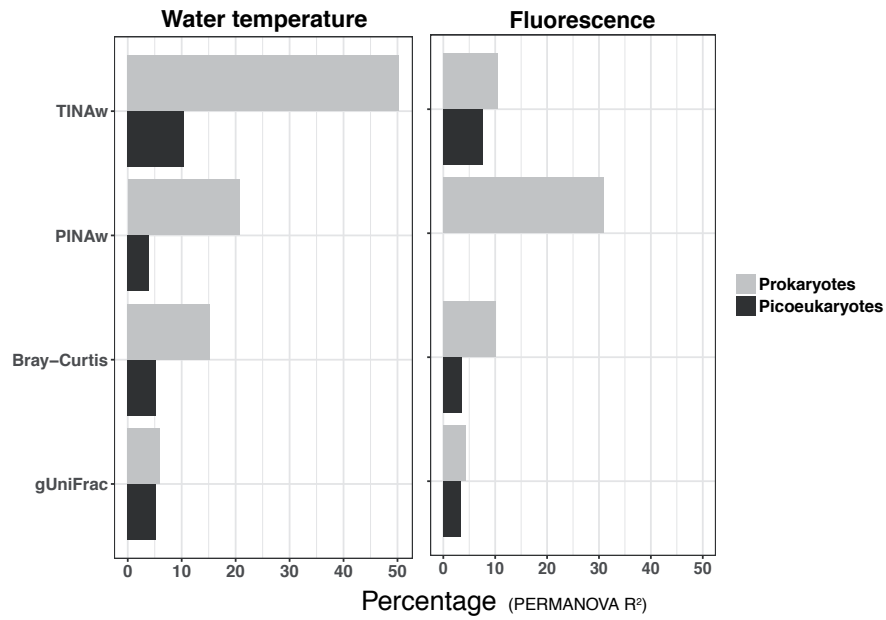 Water temperature
Fluorescence
TINAw
PINAw
Bray−Curtis
gUniFrac
0 10 20 30 40 50
0 10 20 30 40 50
Percentage (PERMANOVA R²)
Prokaryotes
Picoeukaryotes